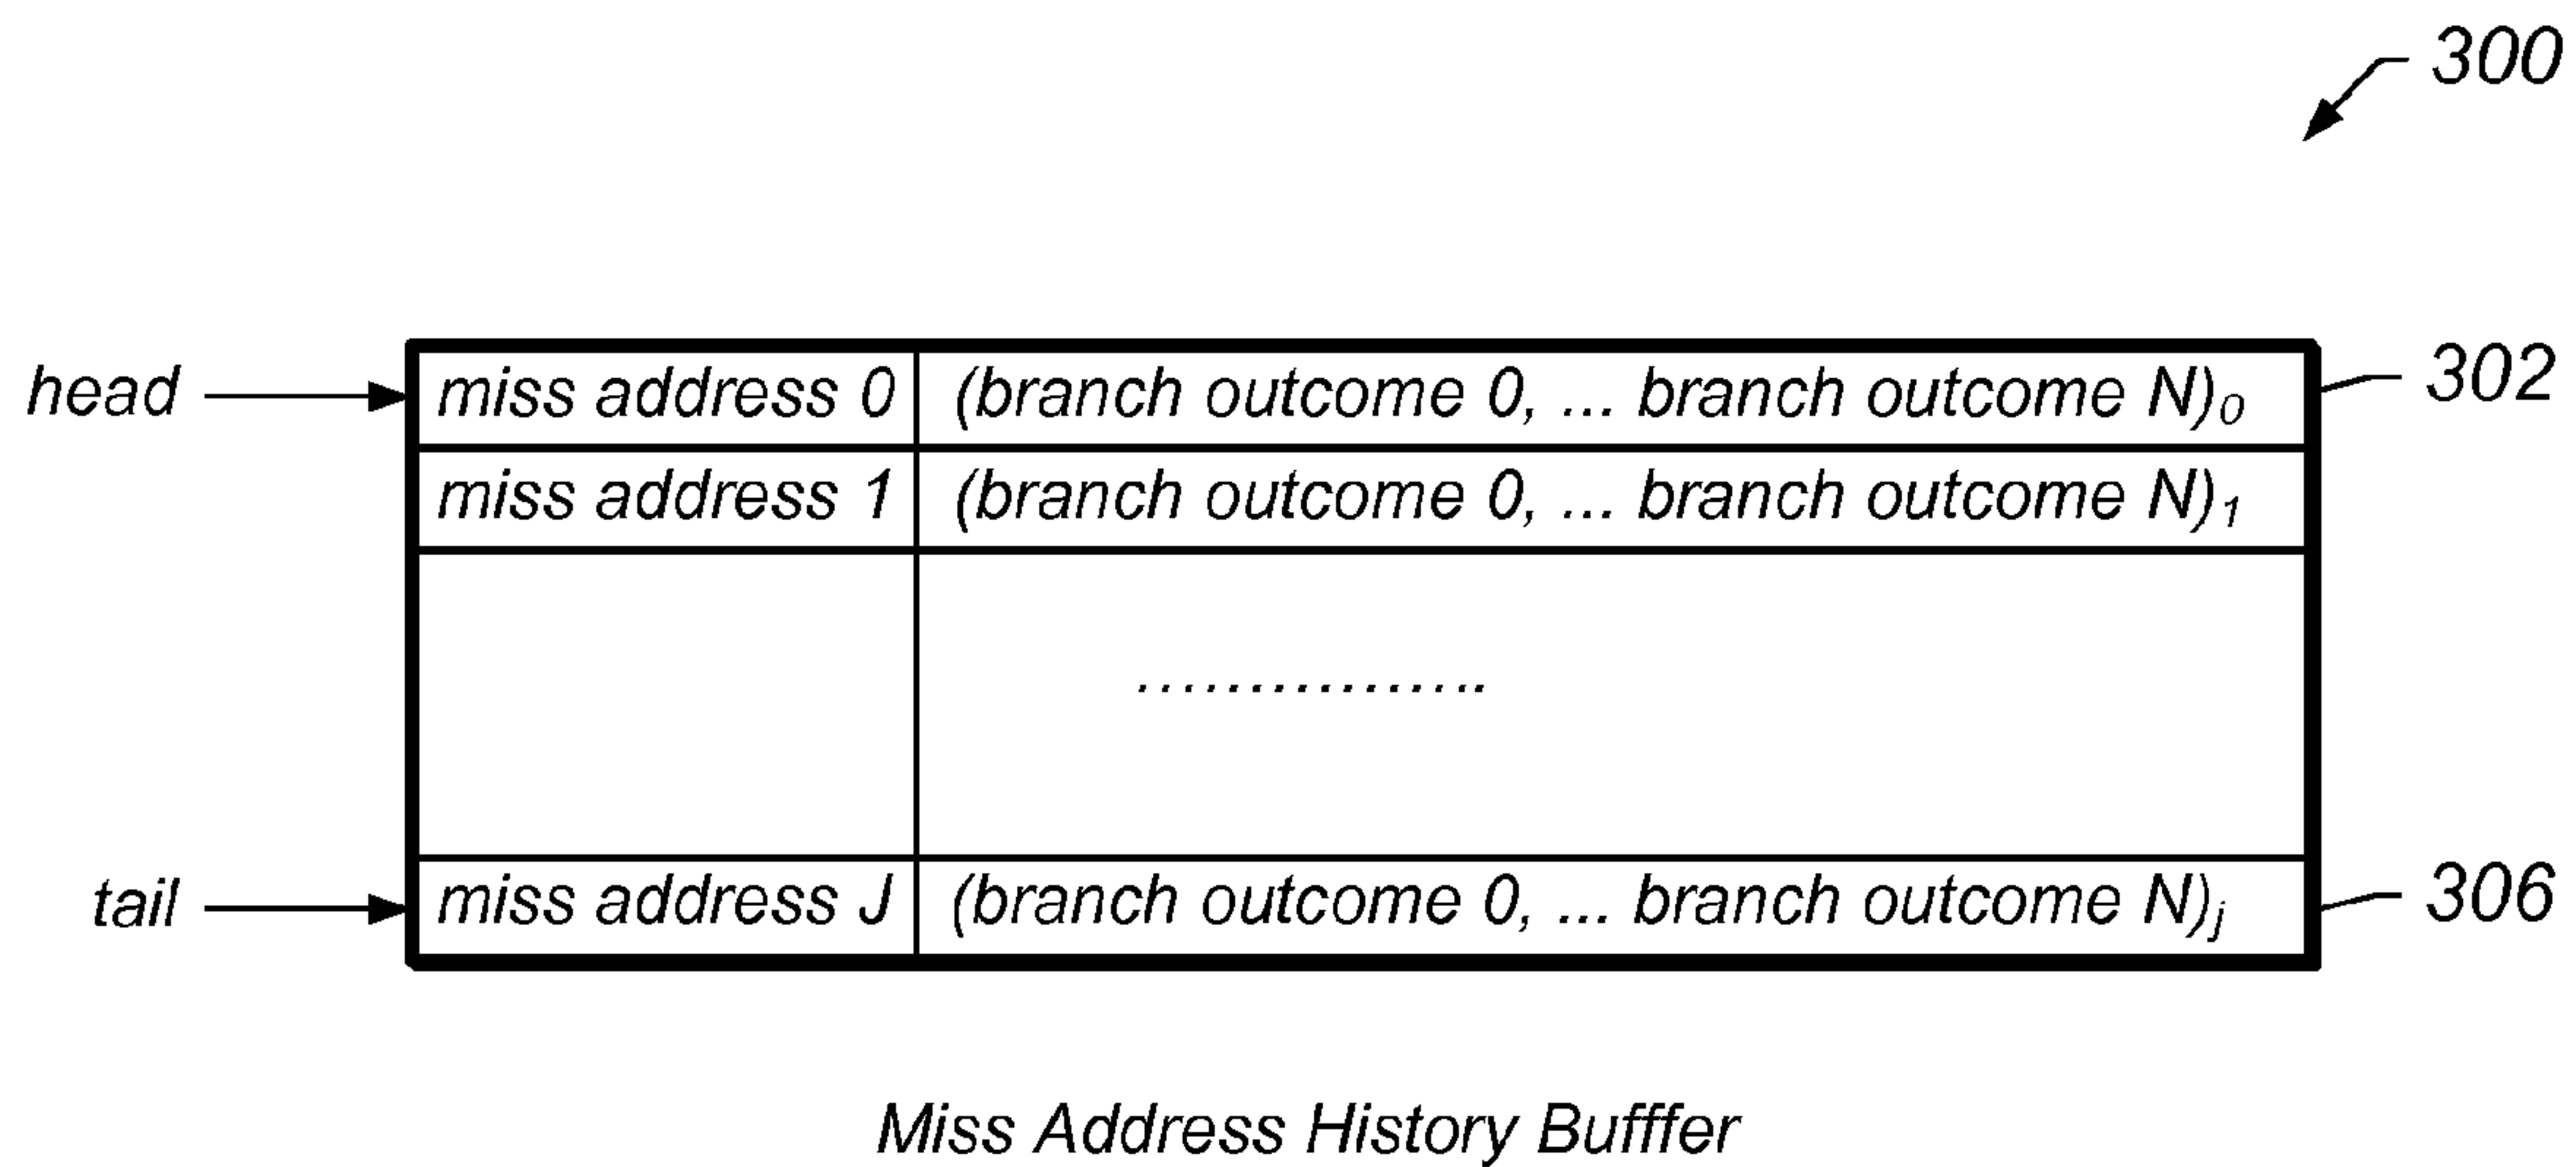 300
head miss address 0 (branch outcome 0, ... branch outcome N)₀ 302
miss address 1 (branch outcome 0, ... branch outcome N)₁
................
tail miss address J (branch outcome 0, ... branch outcome N)ⱼ 306
Miss Address History Bufffer